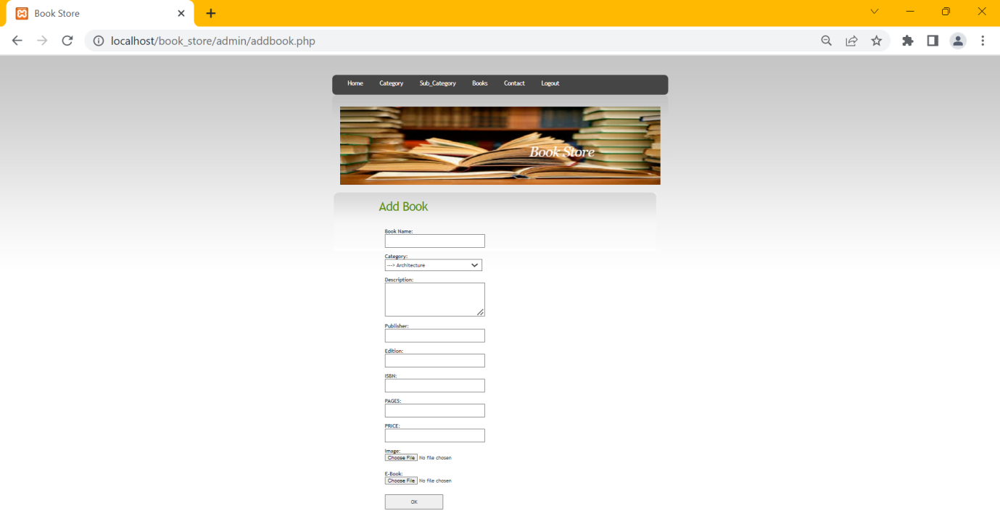 Book Store
localhost/book_store/admin/addbook.php
Home Category Sub_Category Books Contact Logout
Book Store
Add Book
Book Name:
Category:
---> Architecture
Description:
Publisher:
Edition:
ISBN:
PAGES:
PRICE:
Image:
Choose File No file chosen
E-Book:
Choose File No file chosen
OK